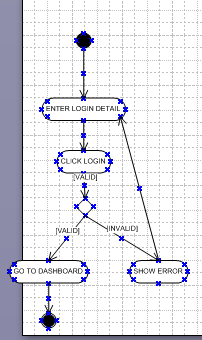 ENTER LOGIN DETAIL
CLICK LOGIN
[VALID]
[VALID]
[INVALID]
GO TO DASHBOARD
SHOW ERROR